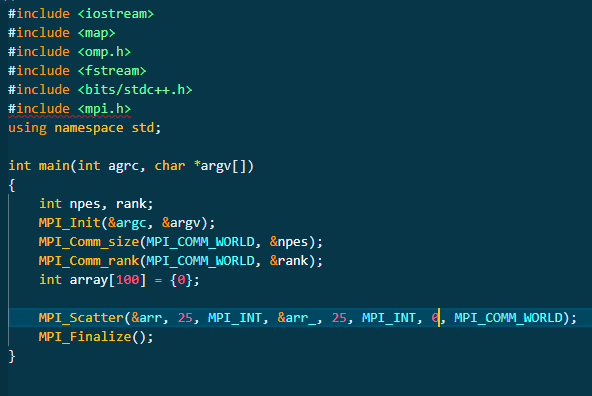 #include <iostream>
#include <map>
#include <omp.h>
#include <fstream>
#include <bits/stdc++.h>
#include <mpi.h>
using namespace std;

int main(int agrc, char *argv[])
{
    int npes, rank;
    MPI_Init(&argc, &argv);
    MPI_Comm_size(MPI_COMM_WORLD, &npes);
    MPI_Comm_rank(MPI_COMM_WORLD, &rank);
    int array[100] = {0};

    MPI_Scatter(&arr, 25, MPI_INT, &arr_, 25, MPI_INT, 0, MPI_COMM_WORLD);
    MPI_Finalize();
}